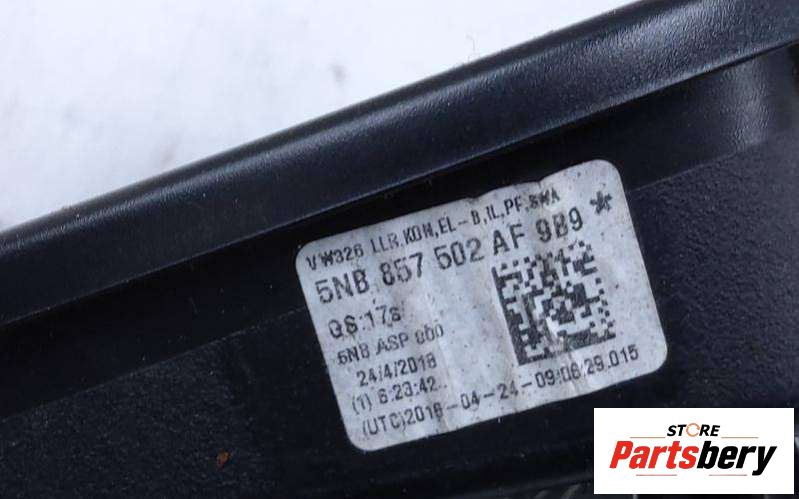 VW326 LLR,KON,EL-B,IL,PF,SWA
5NB 857 502 AF 9B9 *
QS:17s
5NB ASP 000
24/4/2018
(1) 6:23:42..
(UTC)2018-04-24-09:06:29.015
STORE
Partsbery